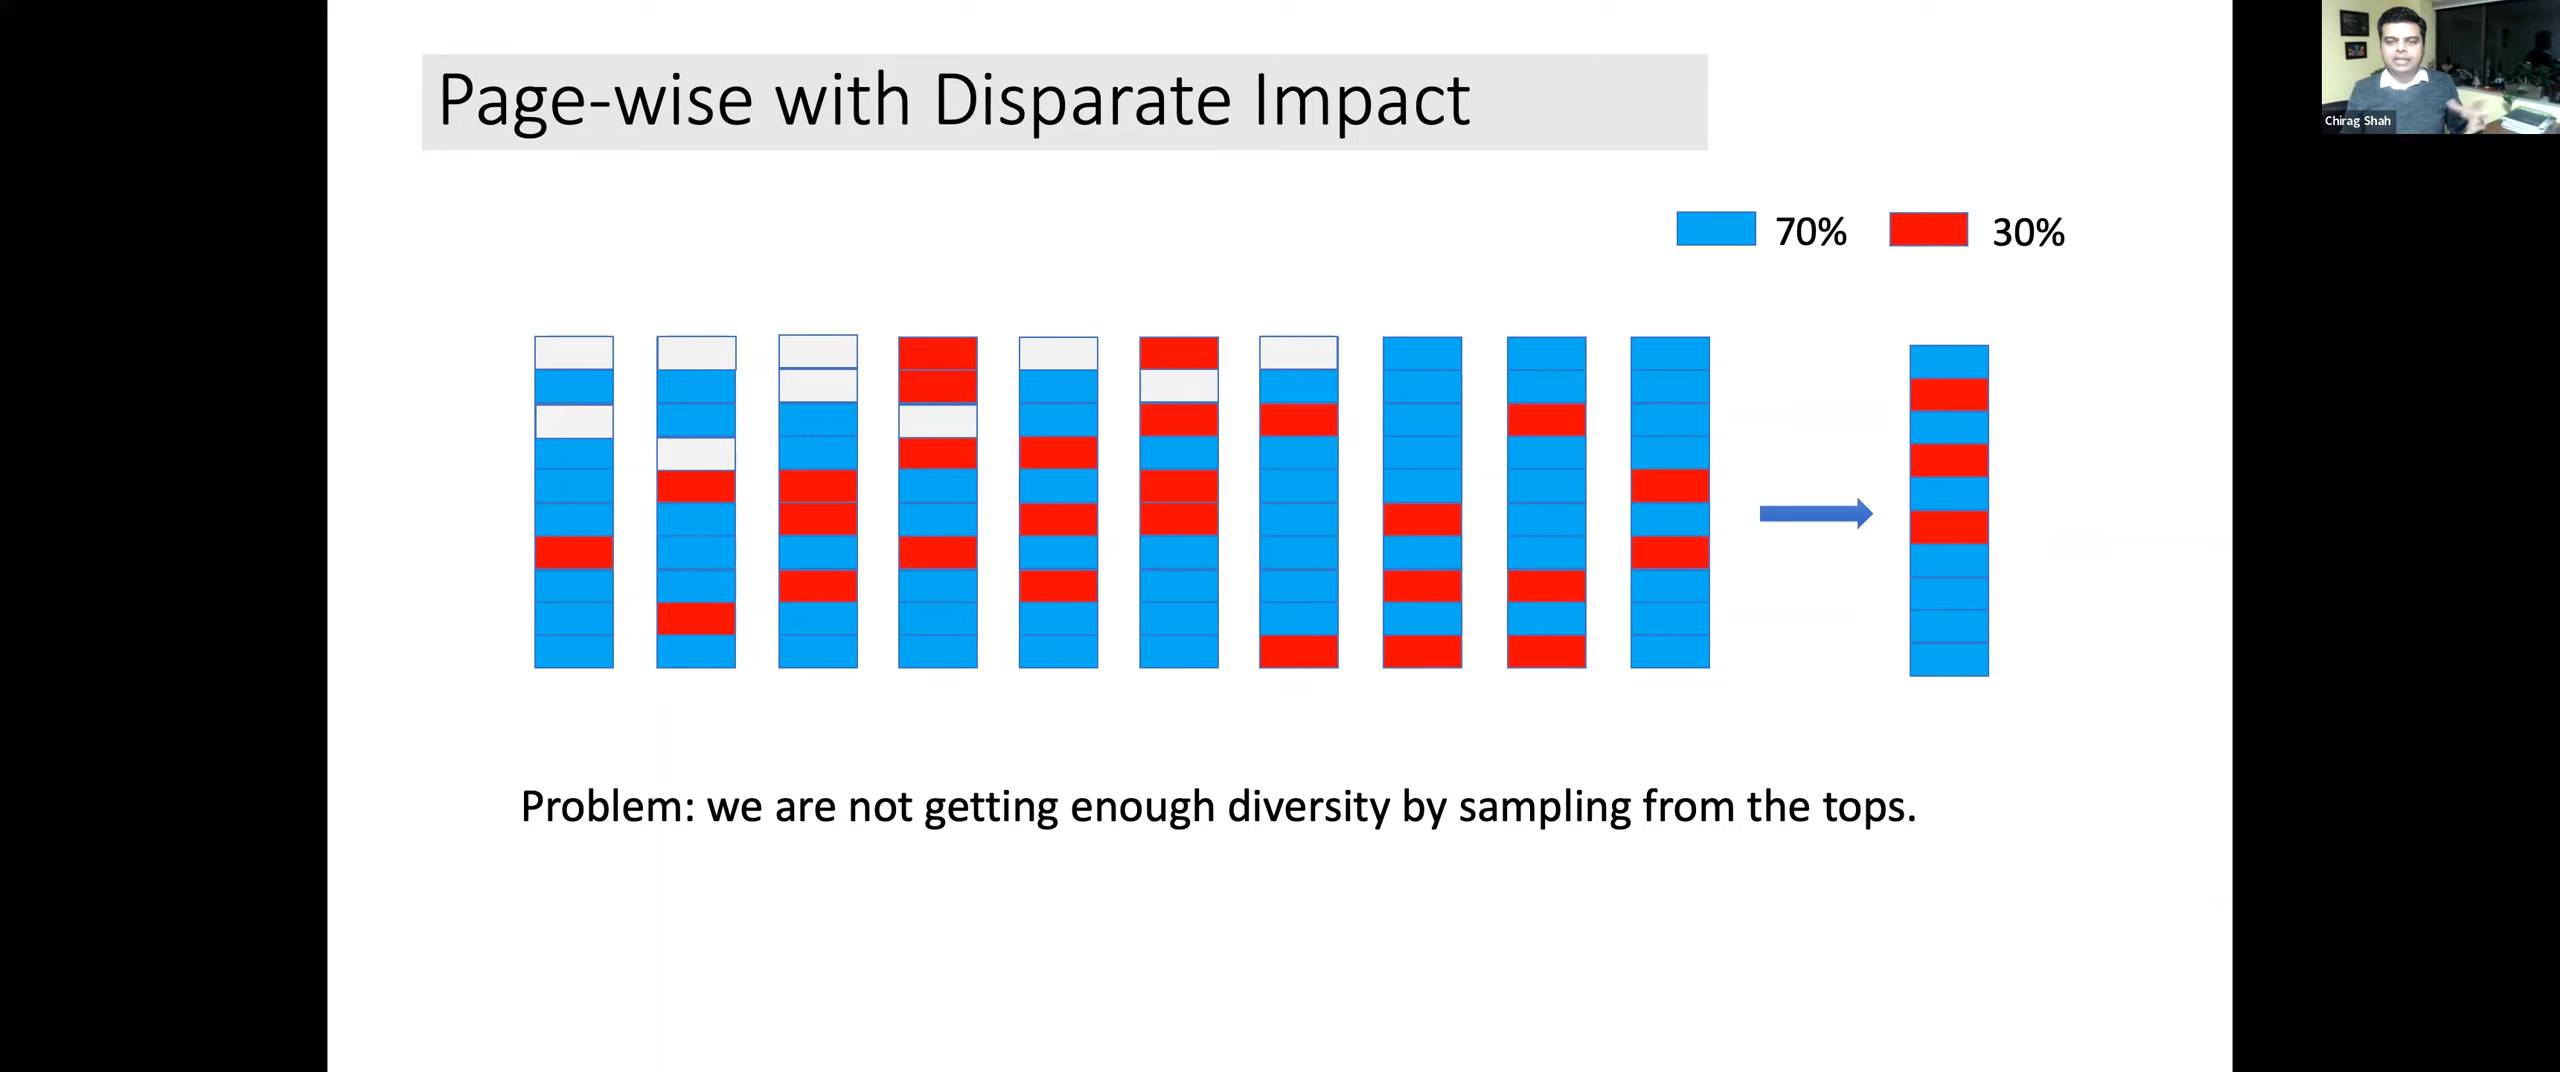 Page-wise with Disparate Impact
Chirag Shah
70%
30%
Problem: we are not getting enough diversity by sampling from the tops.